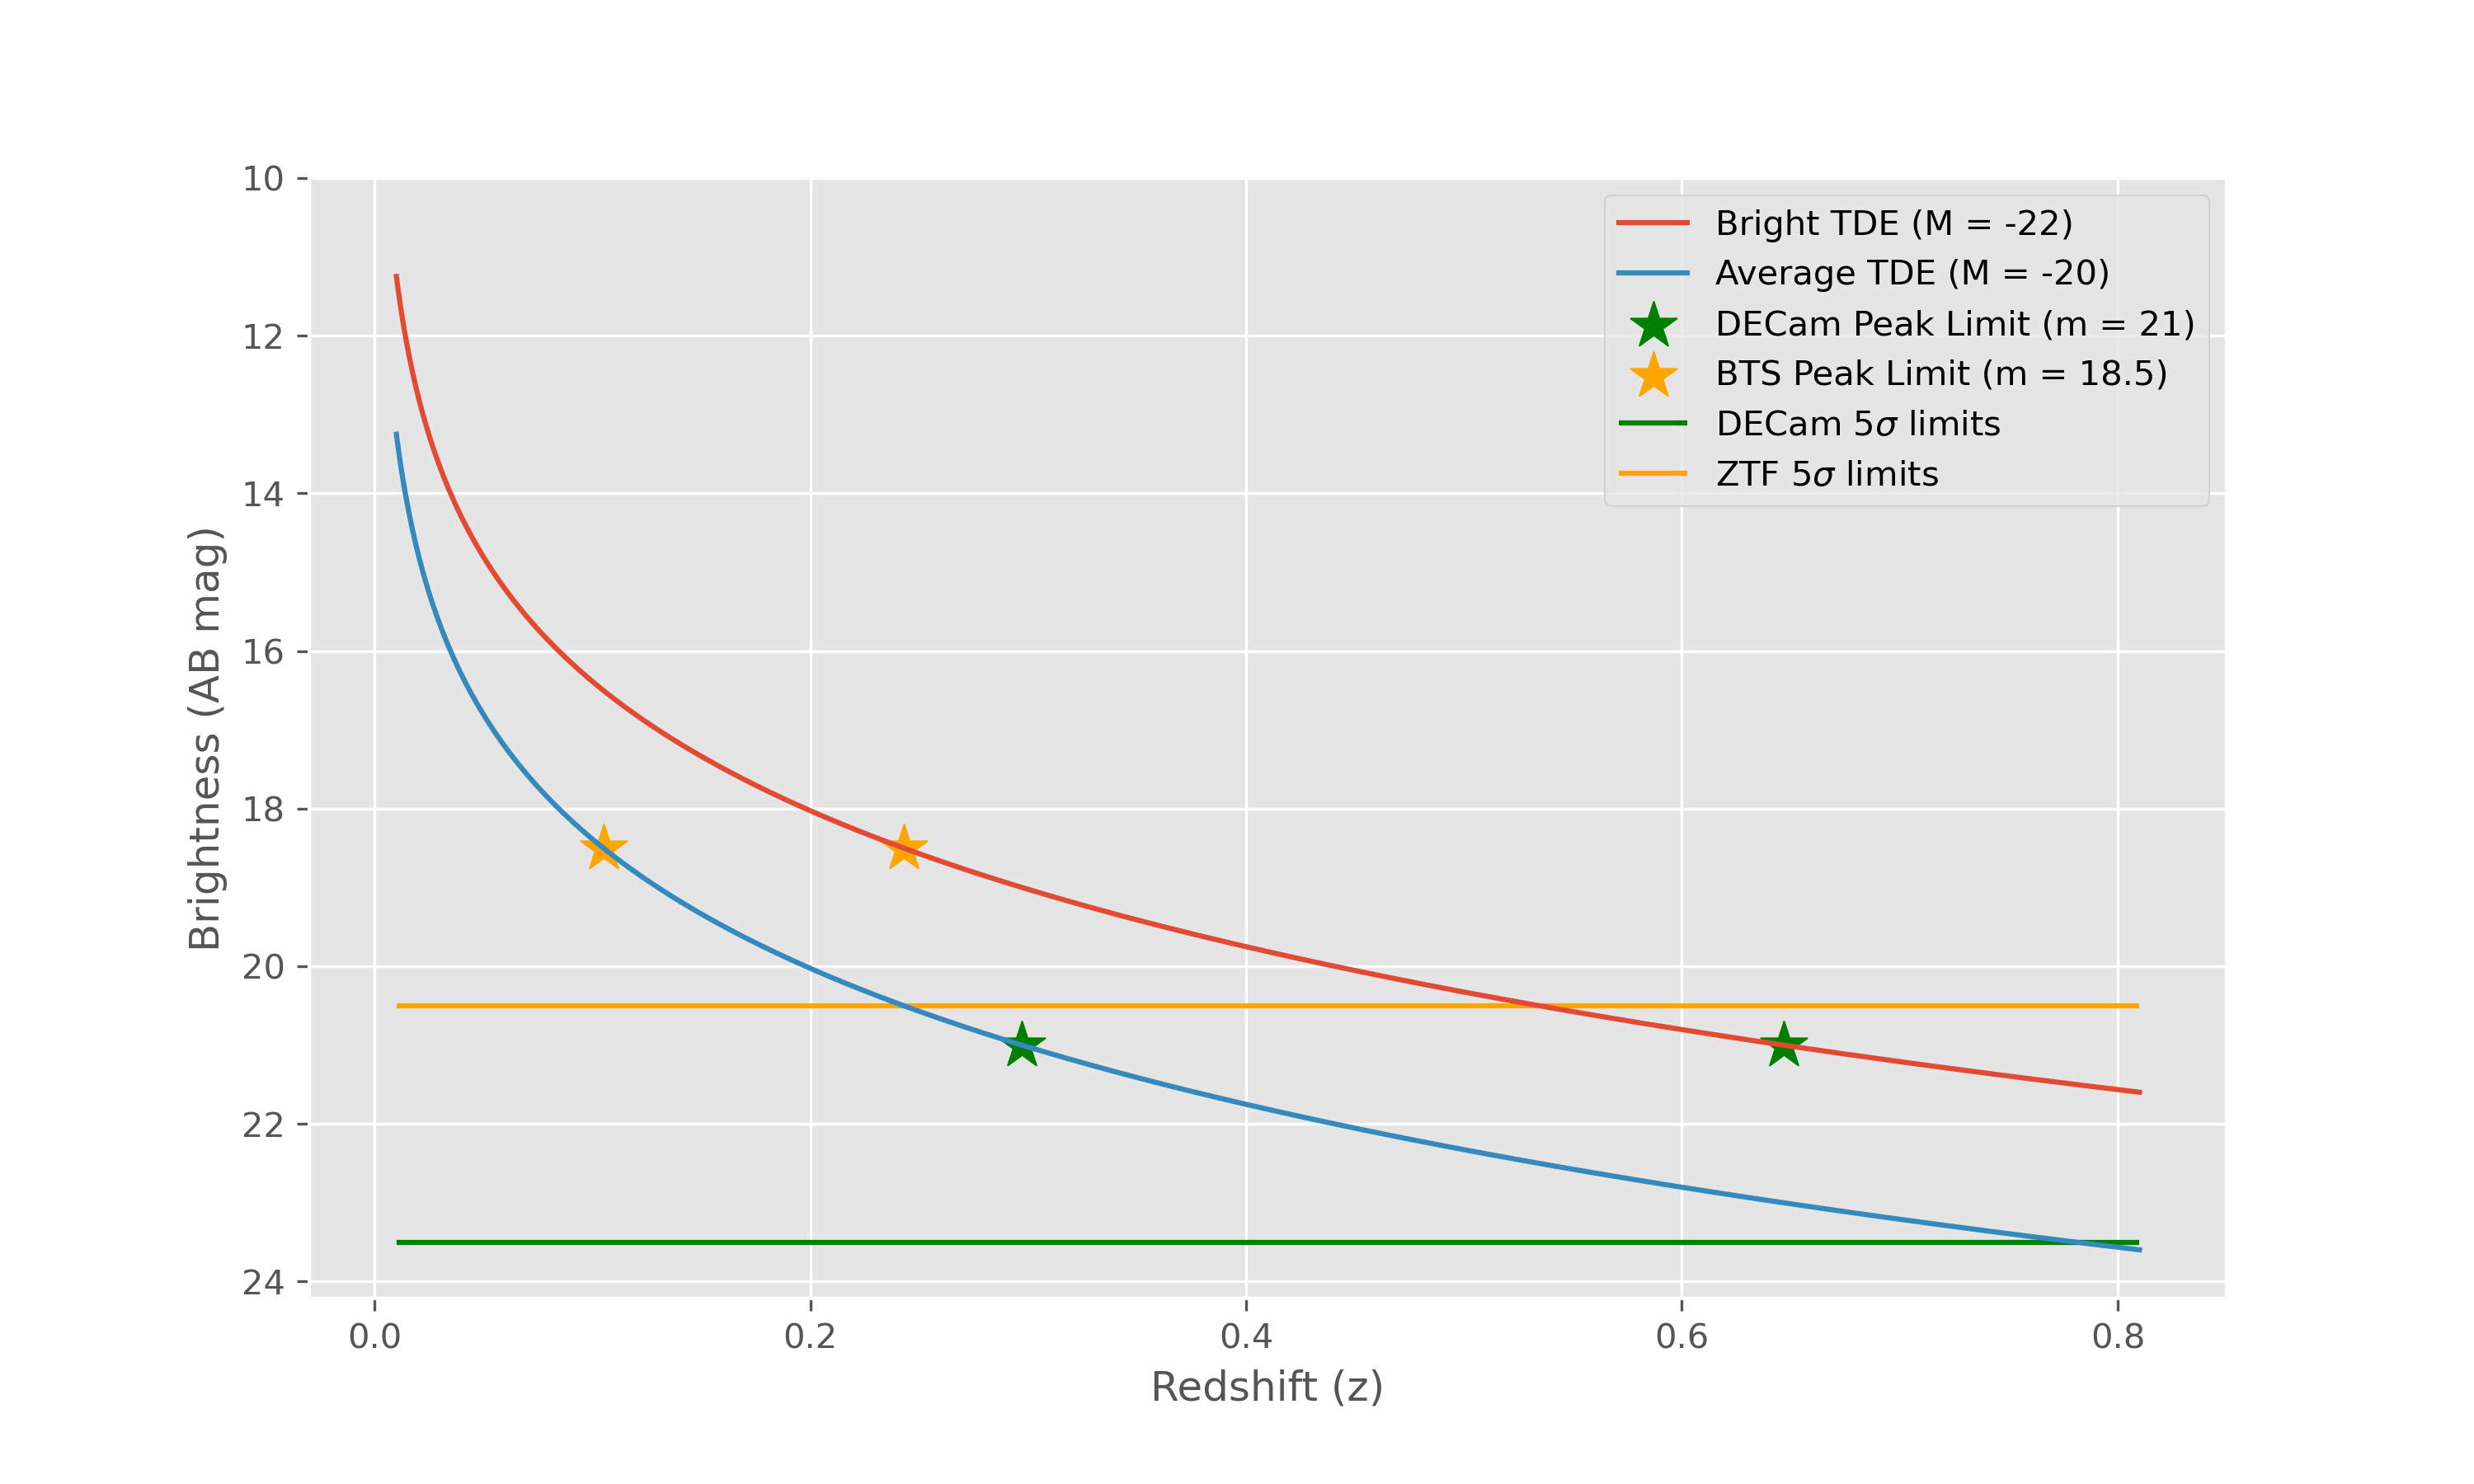 10
12
14
16
18
20
22
24
Brightness (AB mag)
Bright TDE (M = -22)
Average TDE (M = -20)
DECam Peak Limit (m = 21)
BTS Peak Limit (m = 18.5)
DECam 5σ limits
ZTF 5σ limits
0.0 0.2 0.4 0.6 0.8
Redshift (z)